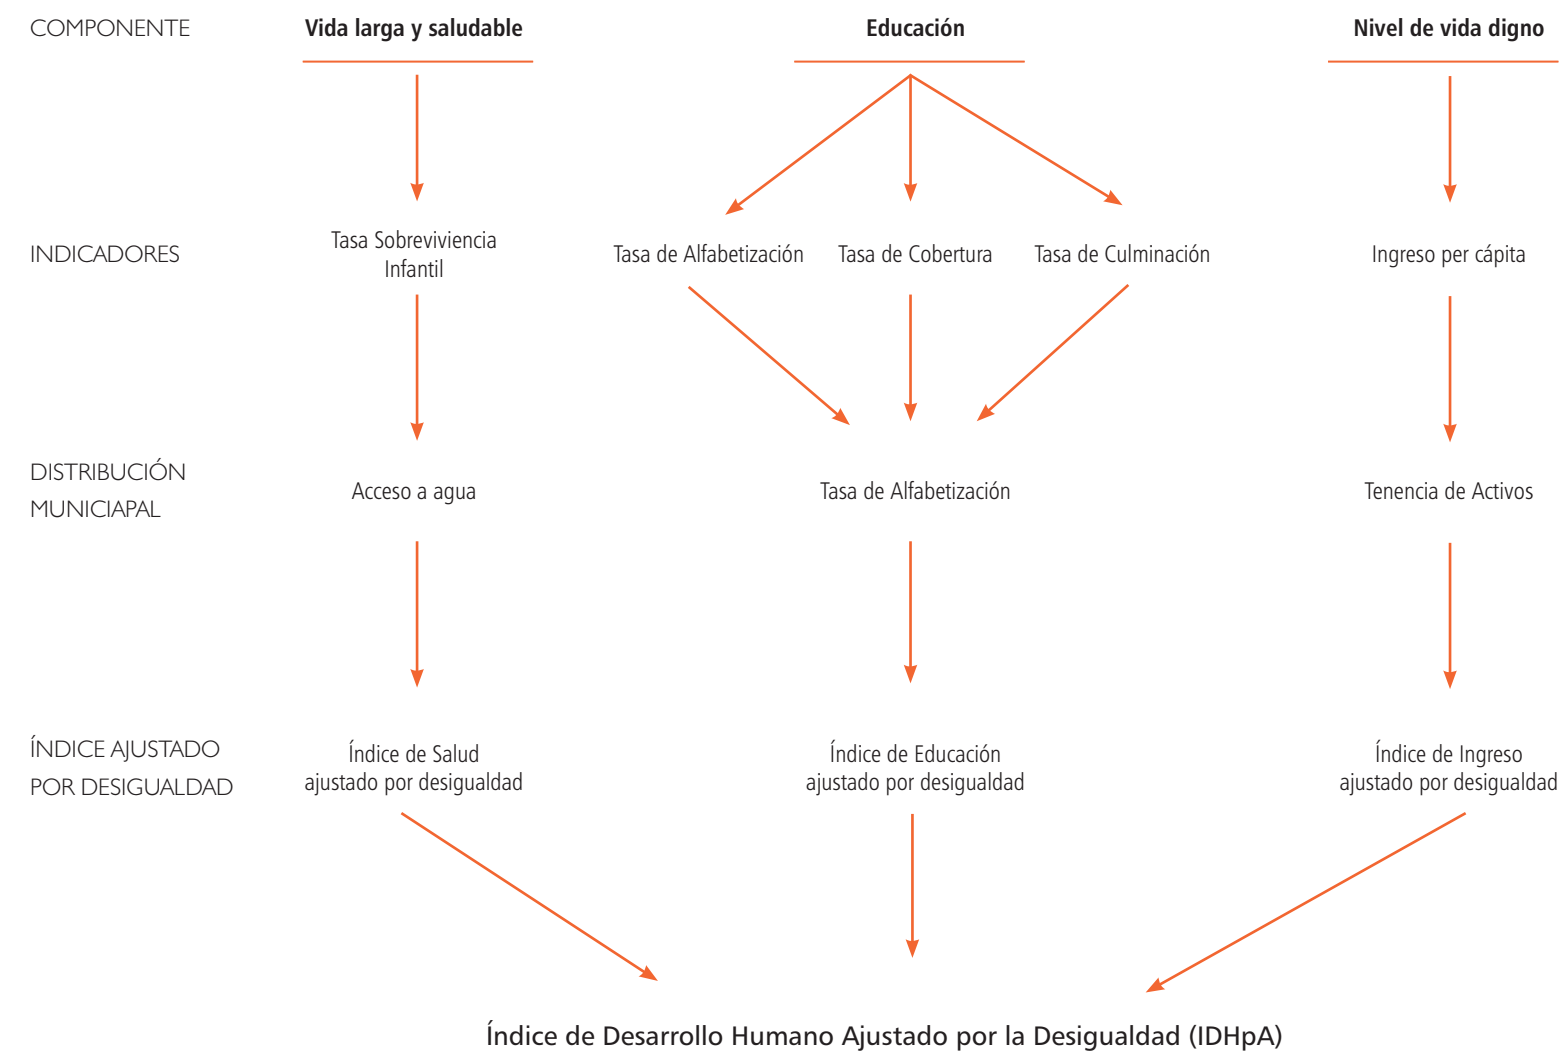 COMPONENTE
Vida larga y saludable
Educación
Nivel de vida digno
INDICADORES
Tasa Sobreviviencia
Infantil
Tasa de Alfabetización
Tasa de Cobertura
Tasa de Culminación
Ingreso per cápita
DISTRIBUCIÓN
MUNICIAPAL
Acceso a agua
Tasa de Alfabetización
Tenencia de Activos
ÍNDICE AJUSTADO
POR DESIGUALDAD
Índice de Salud
ajustado por desigualdad
Índice de Educación
ajustado por desigualdad
Índice de Ingreso
ajustado por desigualdad
Índice de Desarrollo Humano Ajustado por la Desigualdad (IDHpA)